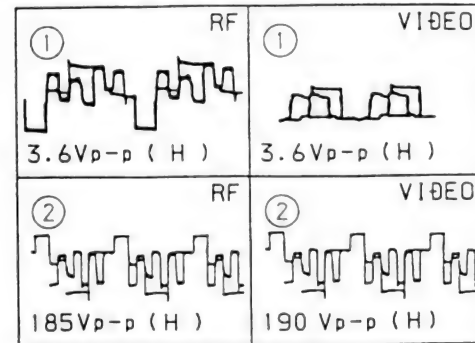 RF
①
3.6Vp-p (H)
VIDEO
①
3.6Vp-p (H)
RF
②
185Vp-p (H)
VIDEO
②
190 Vp-p (H)